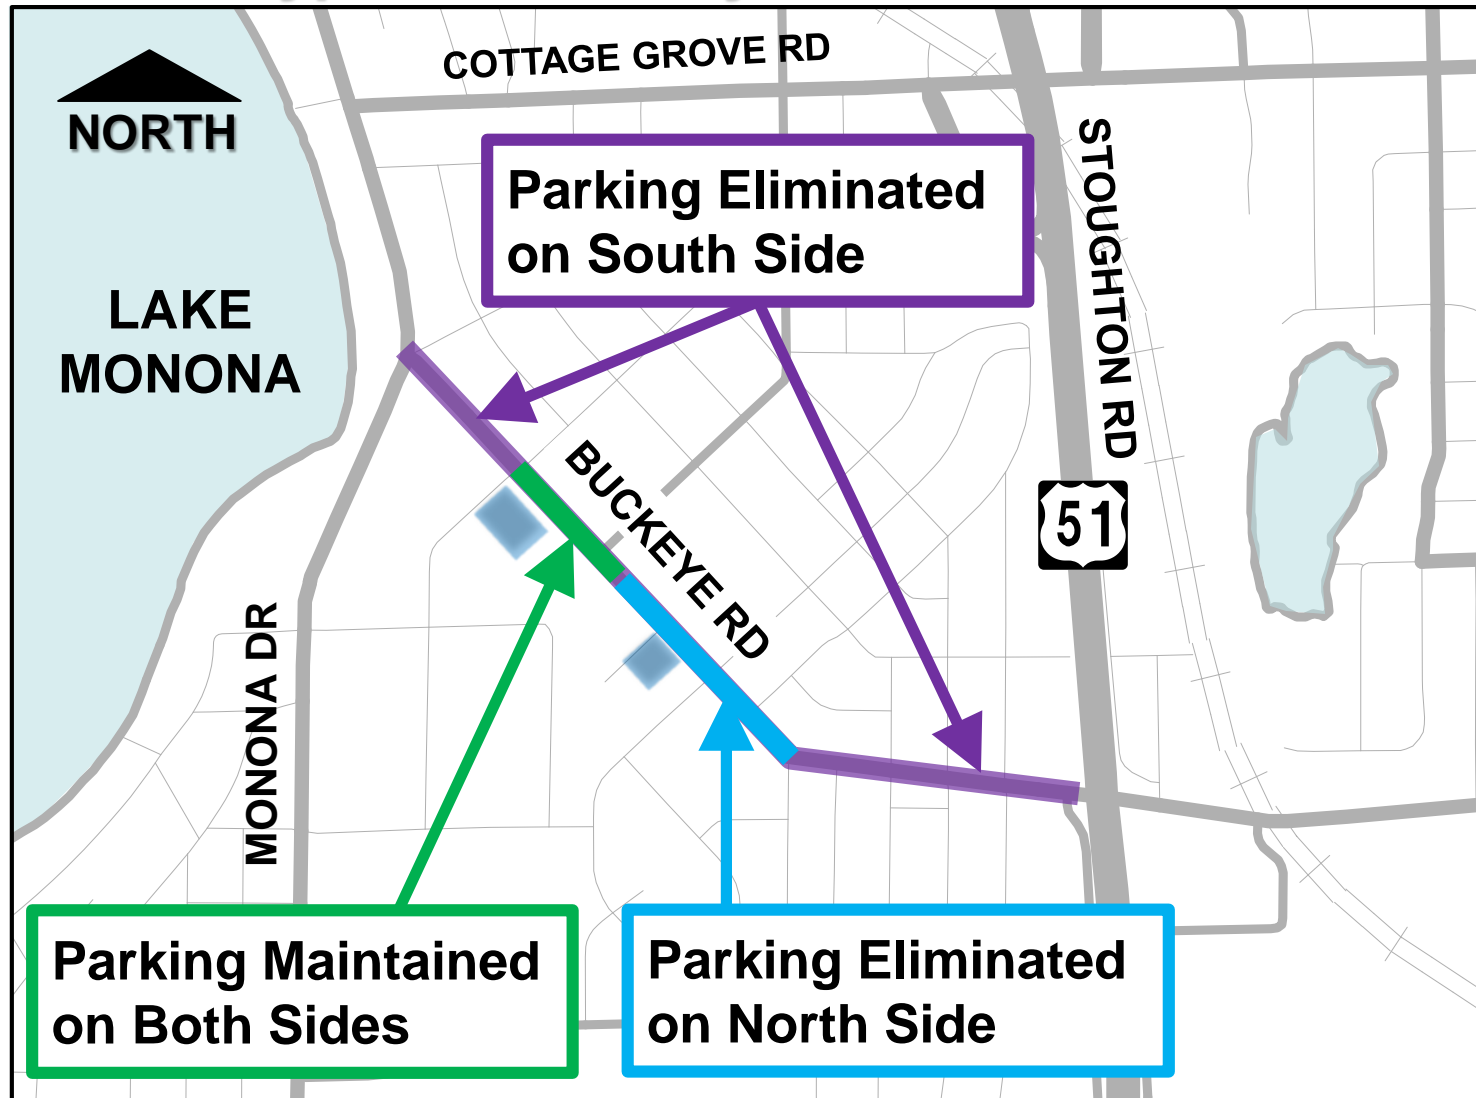 COTTAGE GROVE RD
NORTH
STOUGHTON RD
Parking Eliminated
on South Side
LAKE
MONONA
BUCKEYE RD
51
MONONA DR
Parking Maintained
on Both Sides
Parking Eliminated
on North Side